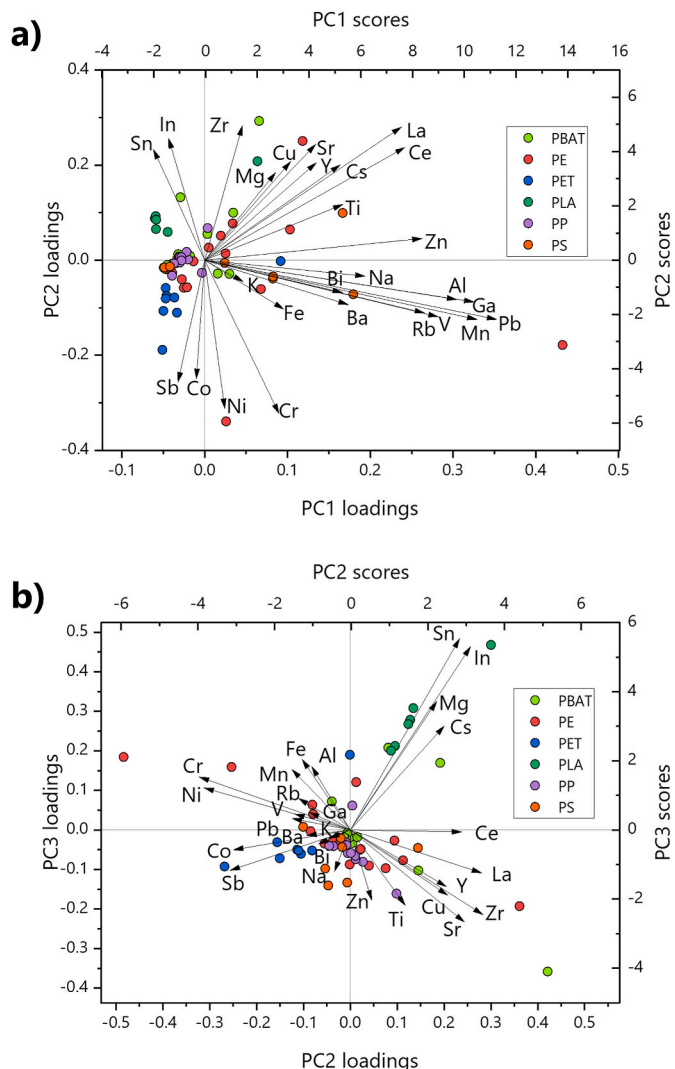 a)
PC1 scores
-4 -2 0 2 4 6 8 10 12 14 16
0.4
0.2
0.0
-0.2
-0.4
PC2 loadings
6
4
2
0
-2
-4
-6
PC2 scores
In
Sn
Zr
Cu
Sr
La
Ce
Mg
Y
Cs
Ti
Zn
K
Fe
Bi
Na
Ba
Al
Ga
Rb
V
Mn
Pb
Sb
Co
Ni
Cr
PBAT
PE
PET
PLA
PP
PS
-0.1 0.0 0.1 0.2 0.3 0.4 0.5
PC1 loadings
b)
PC2 scores
-6 -4 -2 0 2 4 6
0.5
0.4
0.3
0.2
0.1
0.0
-0.1
-0.2
-0.3
-0.4
PC3 loadings
6
4
2
0
-2
-4
PC3 scores
Sn
In
Mg
Cs
Fe
Al
Cr
Mn
Ni
Rb
V
Ga
Pb
Ba
K
Ce
Co
Bi
Sb
Na
La
Zn
Ti
Y
Cu
Zr
Sr
PBAT
PE
PET
PLA
PP
PS
-0.5 -0.4 -0.3 -0.2 -0.1 0.0 0.1 0.2 0.3 0.4 0.5
PC2 loadings